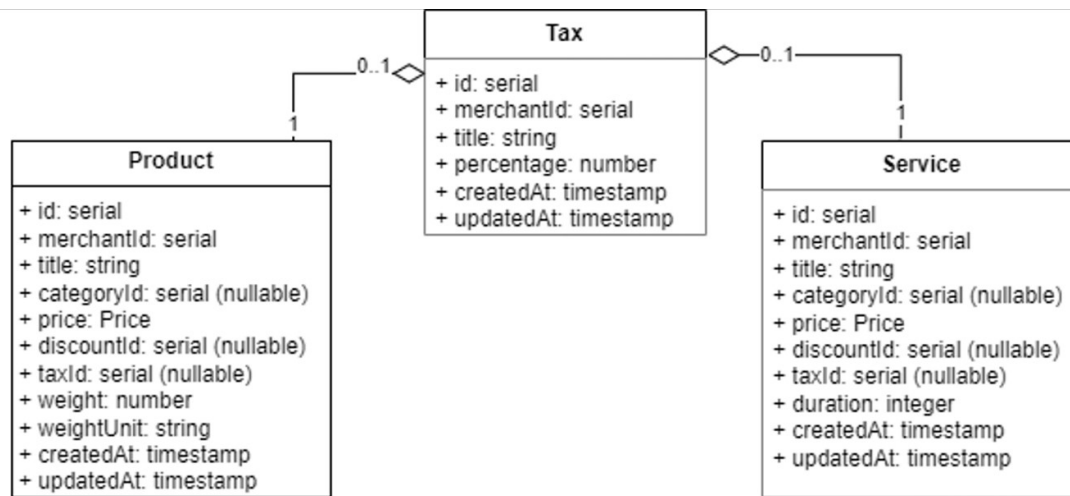 Tax
+ id: serial
+ merchantId: serial
+ title: string
+ percentage: number
+ createdAt: timestamp
+ updatedAt: timestamp
0..1
1
0..1
1
Product
+ id: serial
+ merchantId: serial
+ title: string
+ categoryId: serial (nullable)
+ price: Price
+ discountId: serial (nullable)
+ taxId: serial (nullable)
+ weight: number
+ weightUnit: string
+ createdAt: timestamp
+ updatedAt: timestamp
Service
+ id: serial
+ merchantId: serial
+ title: string
+ categoryId: serial (nullable)
+ price: Price
+ discountId: serial (nullable)
+ taxId: serial (nullable)
+ duration: integer
+ createdAt: timestamp
+ updatedAt: timestamp